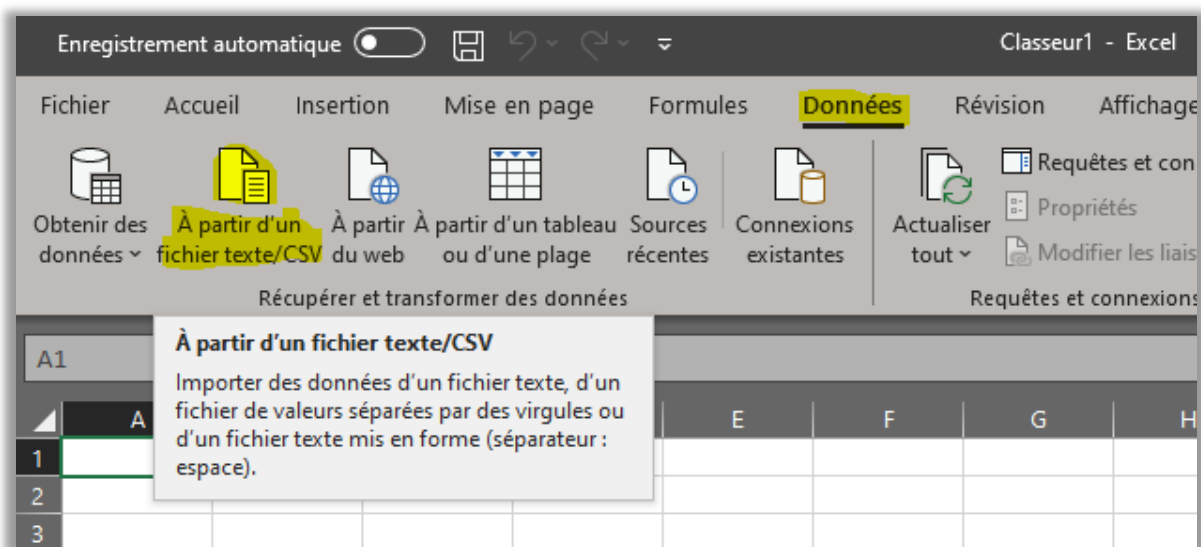 Enregistrement automatique
Classeur1 - Excel
Fichier Accueil Insertion Mise en page Formules Données Révision Affichage
Obtenir des données
À partir d'un fichier texte/CSV
À partir du web
À partir d'un tableau ou d'une plage
Sources récentes
Connexions existantes
Actualiser tout
Requêtes et con
Propriétés
Modifier les liais
Récupérer et transformer des données
Requêtes et connexions
A1
À partir d'un fichier texte/CSV
Importer des données d'un fichier texte, d'un
fichier de valeurs séparées par des virgules ou
d'un fichier texte mis en forme (séparateur :
espace).
A E F G H
1
2
3